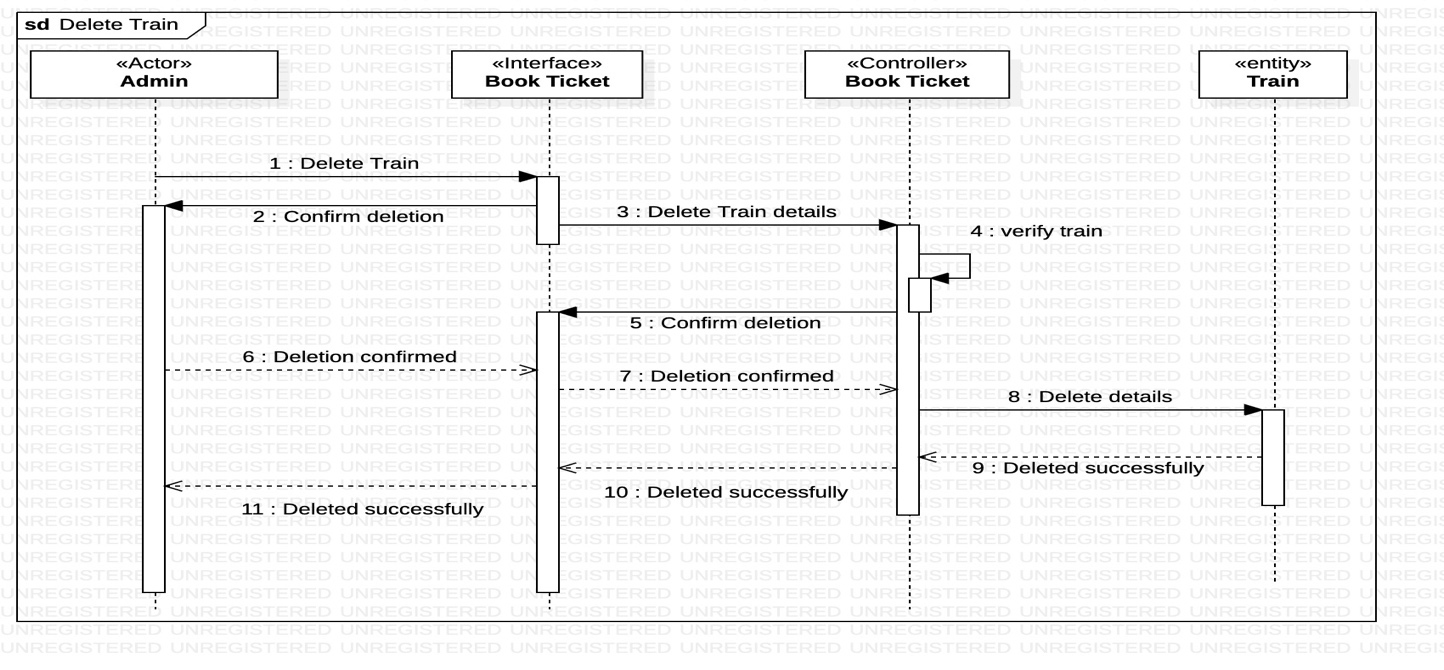 sd Delete Train
«Actor»
Admin
«Interface»
Book Ticket
«Controller»
Book Ticket
«entity»
Train
1 : Delete Train
2 : Confirm deletion
3 : Delete Train details
4 : verify train
5 : Confirm deletion
6 : Deletion confirmed
7 : Deletion confirmed
8 : Delete details
9 : Deleted successfully
10 : Deleted successfully
11 : Deleted successfully
UNREGISTERED